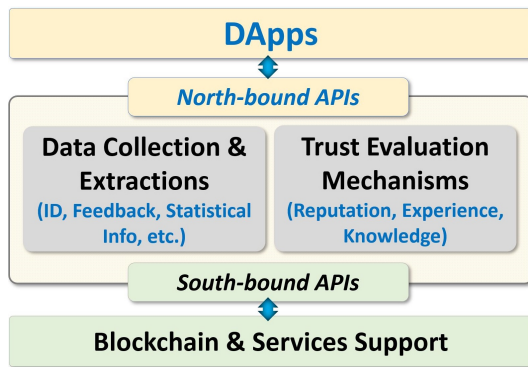 DApps
North-bound APIs
Data Collection &
Extractions
(ID, Feedback, Statistical
Info, etc.)
Trust Evaluation
Mechanisms
(Reputation, Experience,
Knowledge)
South-bound APIs
Blockchain & Services Support